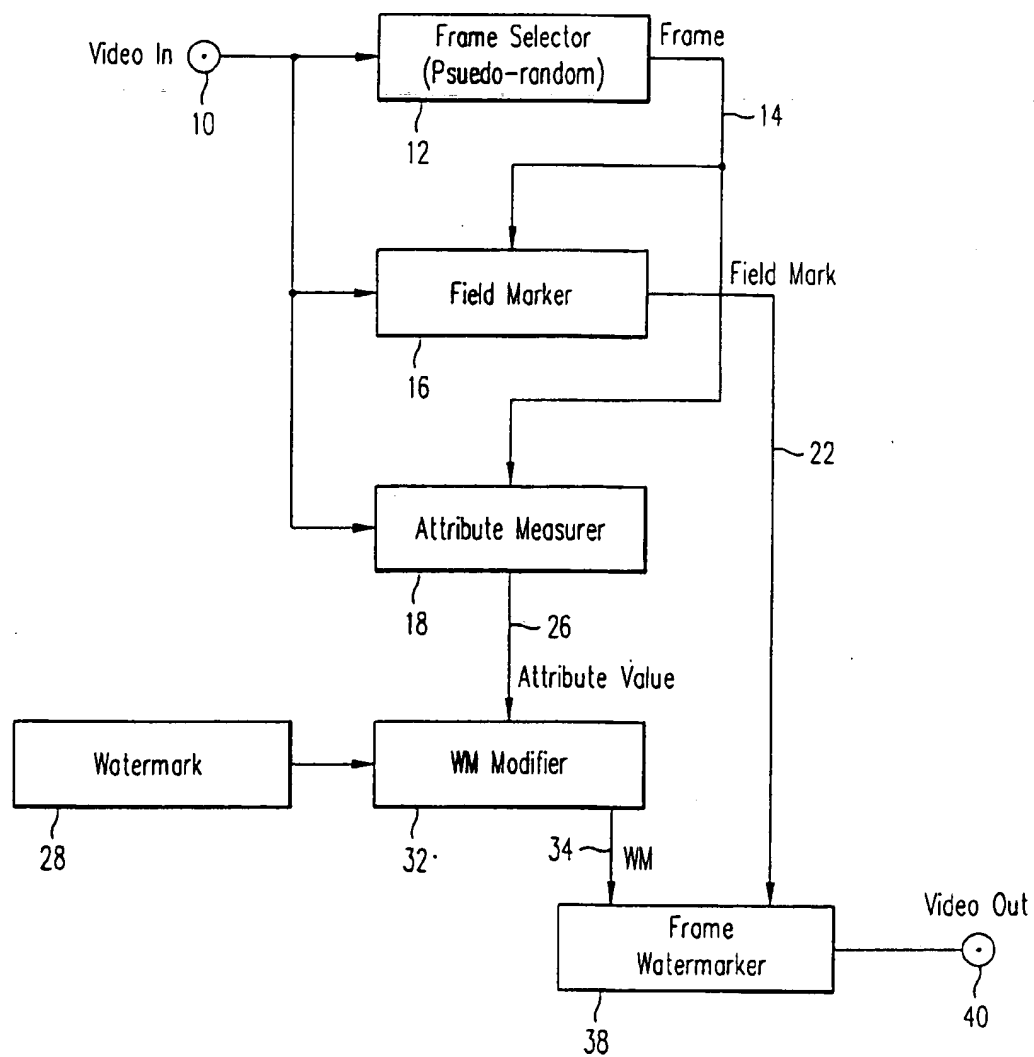 Video In
10
Frame Selector
(Psuedo-random)
12
Frame
14
Field Marker
16
Field Mark
22
Attribute Measurer
18
26
Attribute Value
Watermark
28
WM Modifier
32
34
WM
Frame
Watermarker
38
Video Out
40